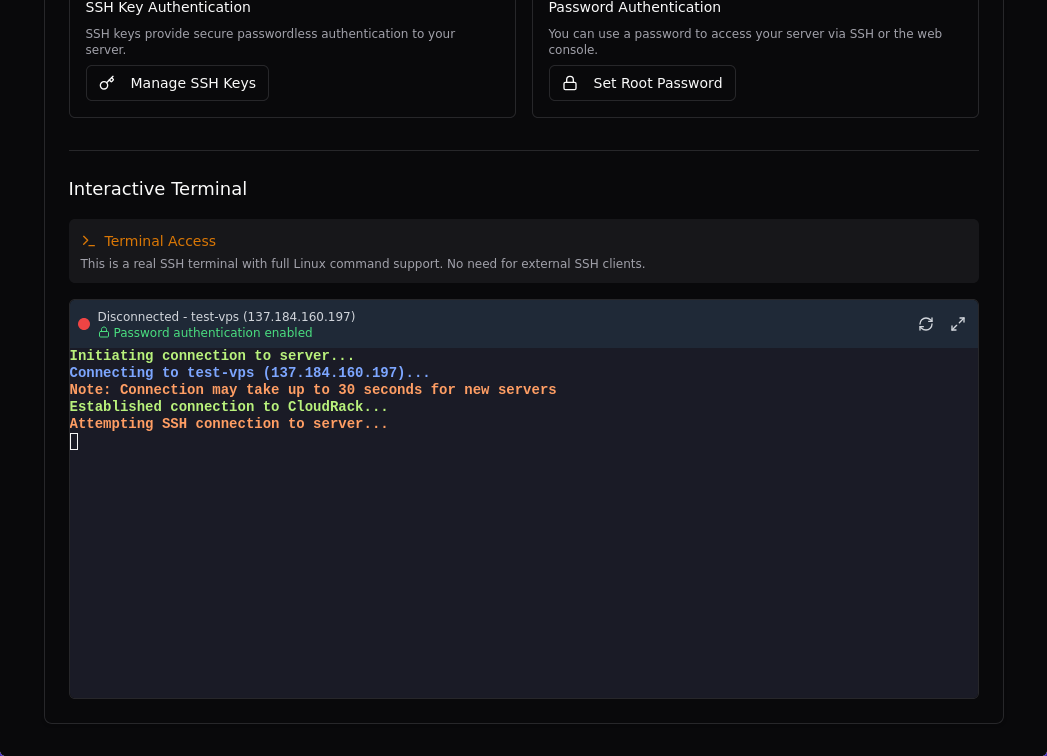 SSH Key Authentication
SSH keys provide secure passwordless authentication to your
server.
Manage SSH Keys
Password Authentication
You can use a password to access your server via SSH or the web
console.
Set Root Password
Interactive Terminal
Terminal Access
This is a real SSH terminal with full Linux command support. No need for external SSH clients.
Disconnected - test-vps (137.184.160.197)
Password authentication enabled
Initiating connection to server...
Connecting to test-vps (137.184.160.197)...
Note: Connection may take up to 30 seconds for new servers
Established connection to CloudRack...
Attempting SSH connection to server...